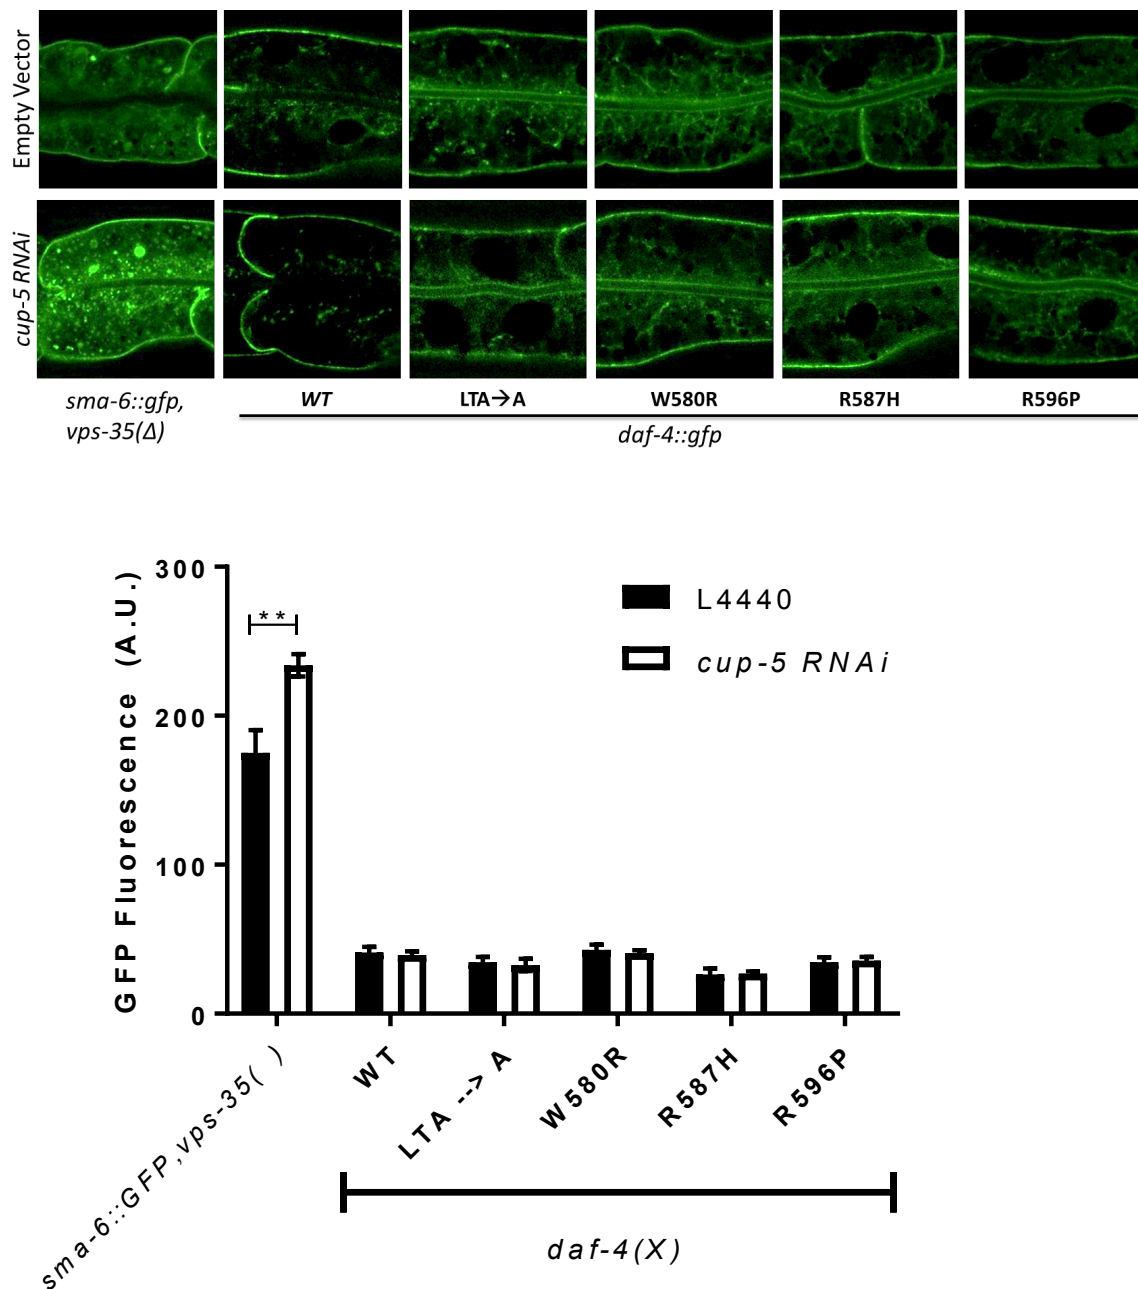 Empty Vector
cup-5 RNAi
sma-6::gfp,
vps-35(Δ)
WT
LTA→A
W580R
R587H
R596P
daf-4::gfp
GFP Fluorescence (A.U.)
300
200
100
0
**
L4440
cup-5 RNAi
sma-6::GFP,vps-35( )
WT
LTA --> A
W580R
R587H
R596P
daf-4(X)